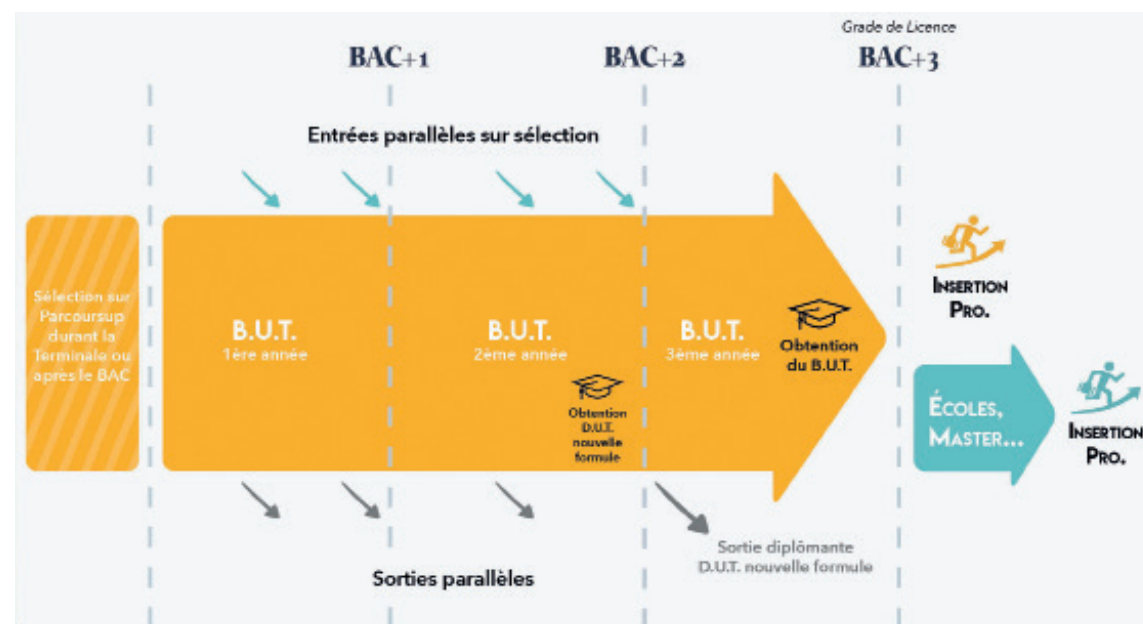 Grade de Licence
BAC+1
BAC+2
BAC+3
Entrées parallèles sur sélection
Sélection sur
Parcoursup
durant la
Terminale ou
après le BAC
B.U.T.
1ère année
B.U.T.
2ème année
Obtention
D.U.T.
nouvelle
formule
B.U.T.
3ème année
Obtention
du B.U.T.
INSERTION
PRO.
ÉCOLES,
MASTER...
INSERTION
PRO.
Sorties parallèles
Sortie diplômante
D.U.T. nouvelle formule